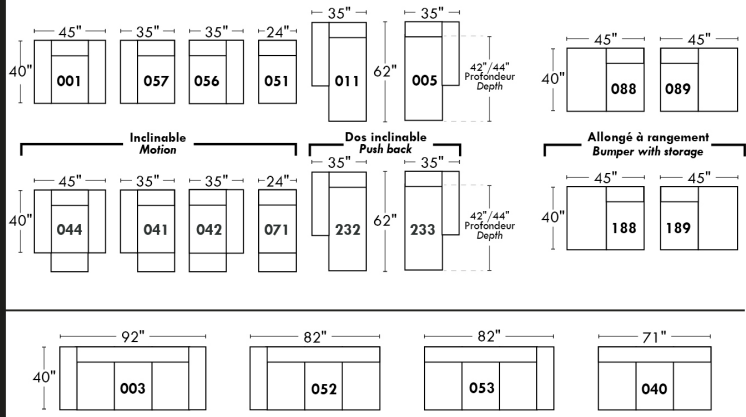 35" 35"
45" 35" 35" 24"
45" 45"
40" 001 057 056 051 011 62" 005 42"/44"
Profondeur
Depth
40" 088 089
Inclinable
Motion
Dos inclinable
Push back
Allongé à rangement
Bumper with storage
35" 35"
45" 35" 35" 24"
45" 45"
40" 044 041 042 071 232 62" 233 42"/44"
Profondeur
Depth
40" 188 189
92" 82" 82" 71"
40" 003 052 053 040